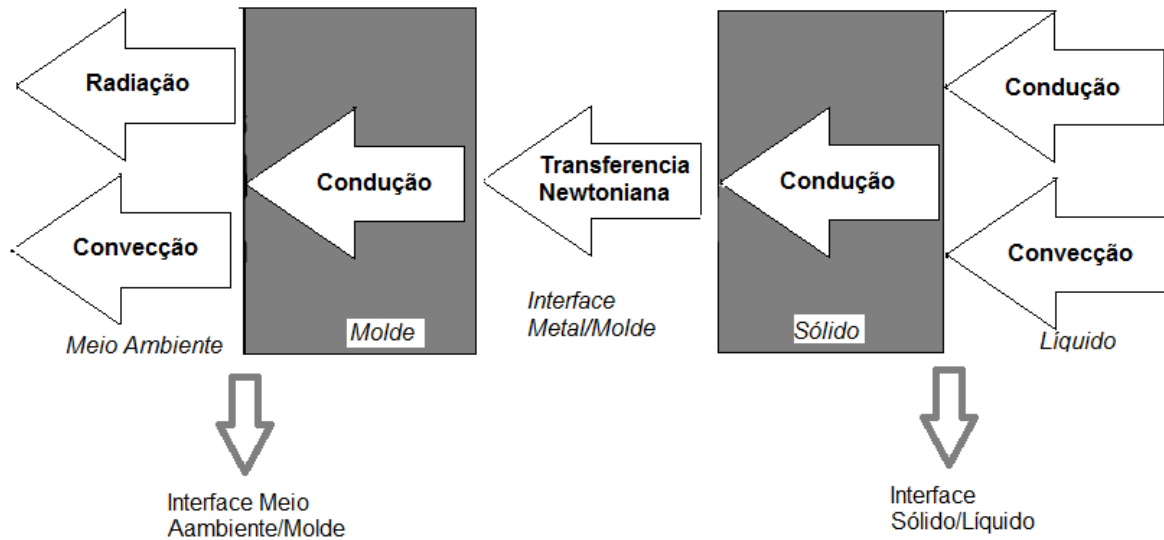 Radiação
Condução
Condução
Transferencia
Newtoniana
Condução
Convecção
Condução
Convecção
Interface
Metal/Molde
Meio Ambiente
Molde
Sólido
Líquido
Interface Meio
Aambiente/Molde
Interface
Sólido/Líquido